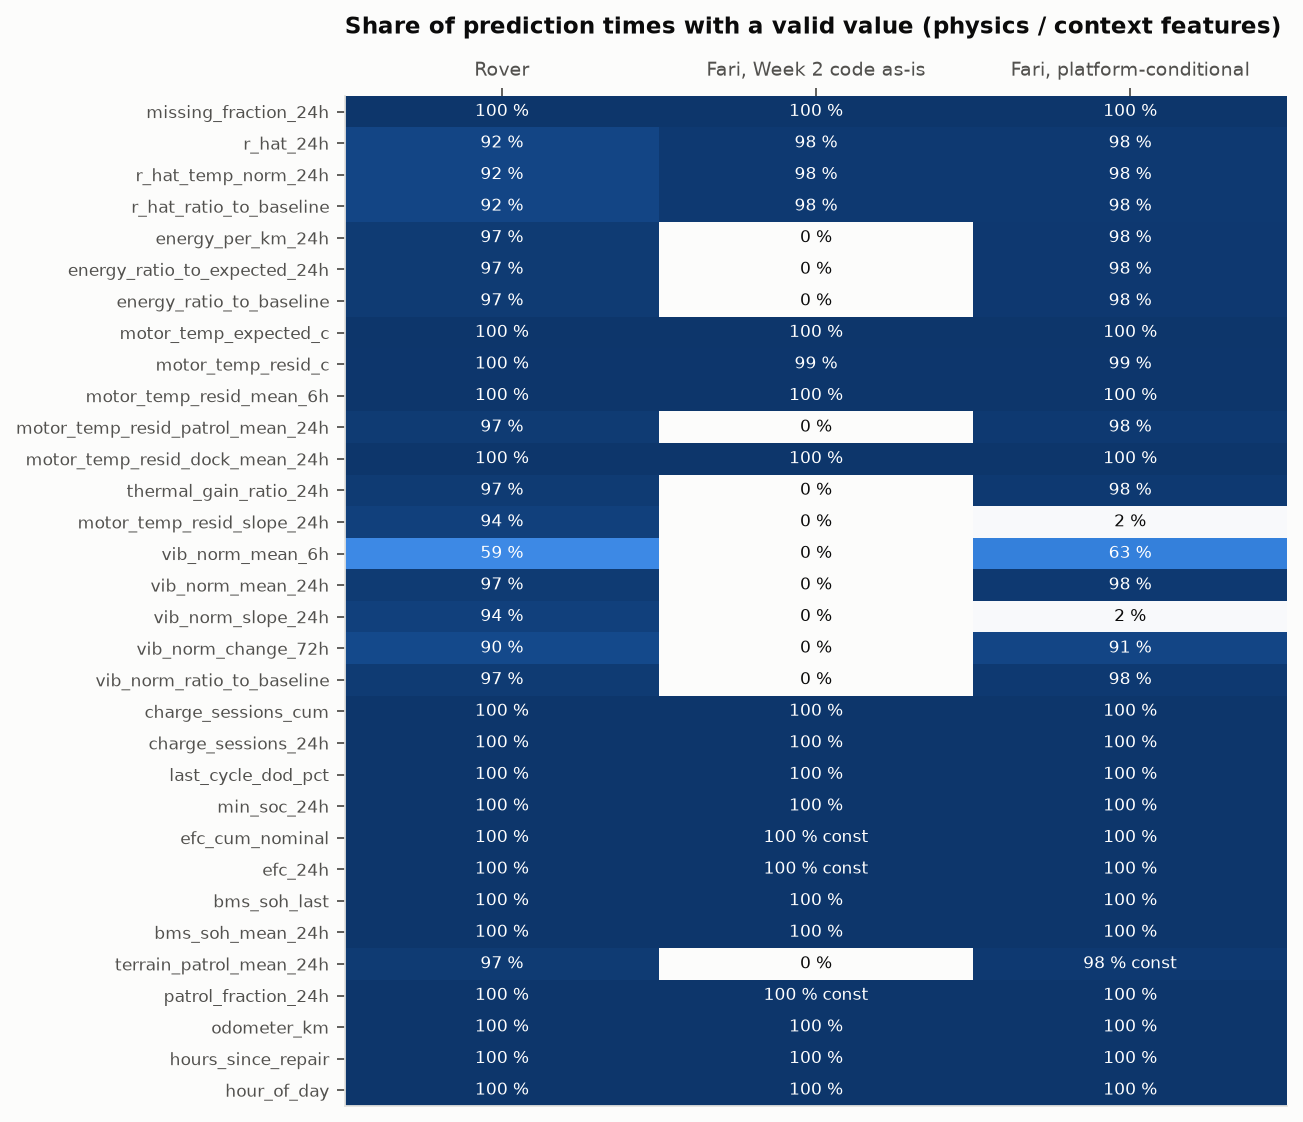 Share of prediction times with a valid value (physics / context features)
Rover Fari, Week 2 code as-is Fari, platform-conditional
missing_fraction_24h 100 % 100 % 100 %
r_hat_24h 92 % 98 % 98 %
r_hat_temp_norm_24h 92 % 98 % 98 %
r_hat_ratio_to_baseline 92 % 98 % 98 %
energy_per_km_24h 97 % 0 % 98 %
energy_ratio_to_expected_24h 97 % 0 % 98 %
energy_ratio_to_baseline 97 % 0 % 98 %
motor_temp_expected_c 100 % 100 % 100 %
motor_temp_resid_c 100 % 99 % 99 %
motor_temp_resid_mean_6h 100 % 100 % 100 %
motor_temp_resid_patrol_mean_24h 97 % 0 % 98 %
motor_temp_resid_dock_mean_24h 100 % 100 % 100 %
thermal_gain_ratio_24h 97 % 0 % 98 %
motor_temp_resid_slope_24h 94 % 0 % 2 %
vib_norm_mean_6h 59 % 0 % 63 %
vib_norm_mean_24h 97 % 0 % 98 %
vib_norm_slope_24h 94 % 0 % 2 %
vib_norm_change_72h 90 % 0 % 91 %
vib_norm_ratio_to_baseline 97 % 0 % 98 %
charge_sessions_cum 100 % 100 % 100 %
charge_sessions_24h 100 % 100 % 100 %
last_cycle_dod_pct 100 % 100 % 100 %
min_soc_24h 100 % 100 % 100 %
efc_cum_nominal 100 % 100 % const 100 %
efc_24h 100 % 100 % const 100 %
bms_soh_last 100 % 100 % 100 %
bms_soh_mean_24h 100 % 100 % 100 %
terrain_patrol_mean_24h 97 % 0 % 98 % const
patrol_fraction_24h 100 % 100 % const 100 %
odometer_km 100 % 100 % 100 %
hours_since_repair 100 % 100 % 100 %
hour_of_day 100 % 100 % 100 %